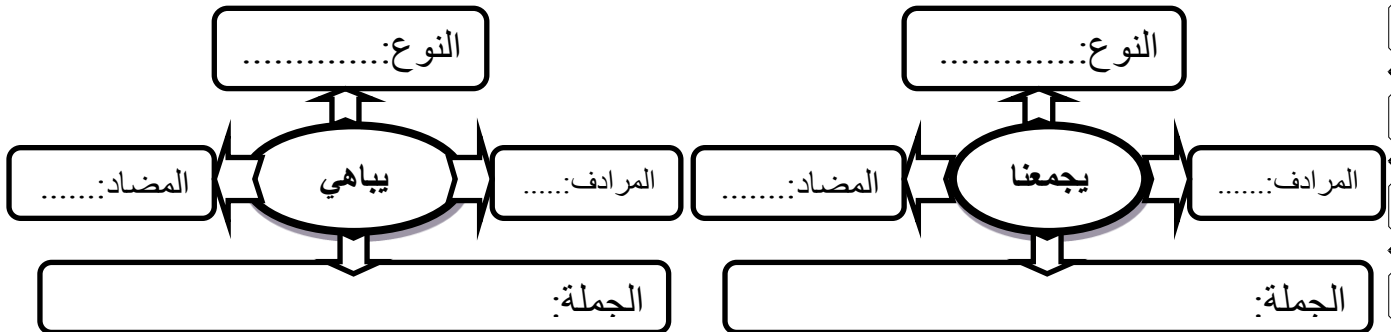 النوع:..............
النوع:..............
المرادف:......
يجمعنا
المضاد:........
المرادف:.....
يباهي
المضاد:.......
الجملة:
الجملة: